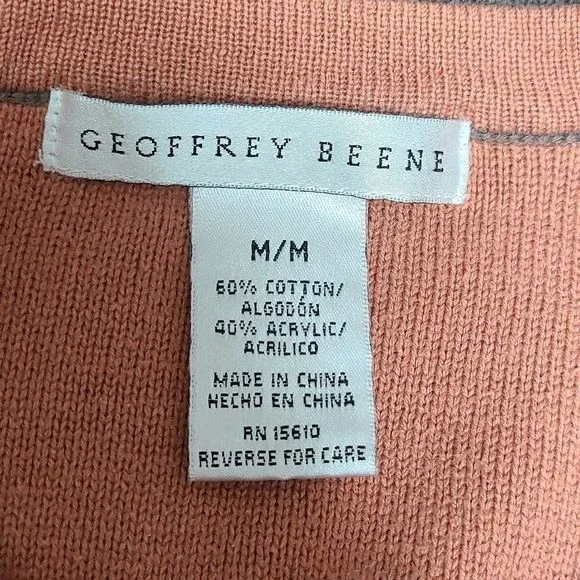 GEOFFREY BEENE
M/M
60% COTTON/
ALGODÓN
40% ACRYLIC/
ACRILICO
MADE IN CHINA
HECHO EN CHINA
RN 15610
REVERSE FOR CARE